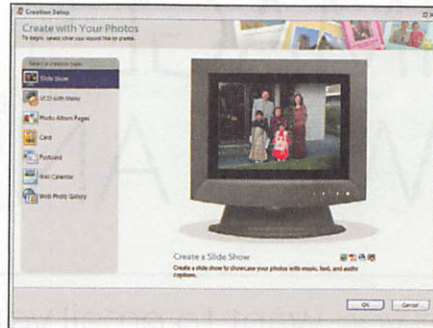 Creation Setup
Create with Your Photos
To begin, select what you would like to create.
Select a creation type:
Slide Show
VCD with Menu
Photo Album Pages
Card
Postcard
Wall Calendar
Web Photo Gallery
Create a Slide Show
Create a slide show to showcase your photos with music, text, and audio
captions.
OK
Cancel